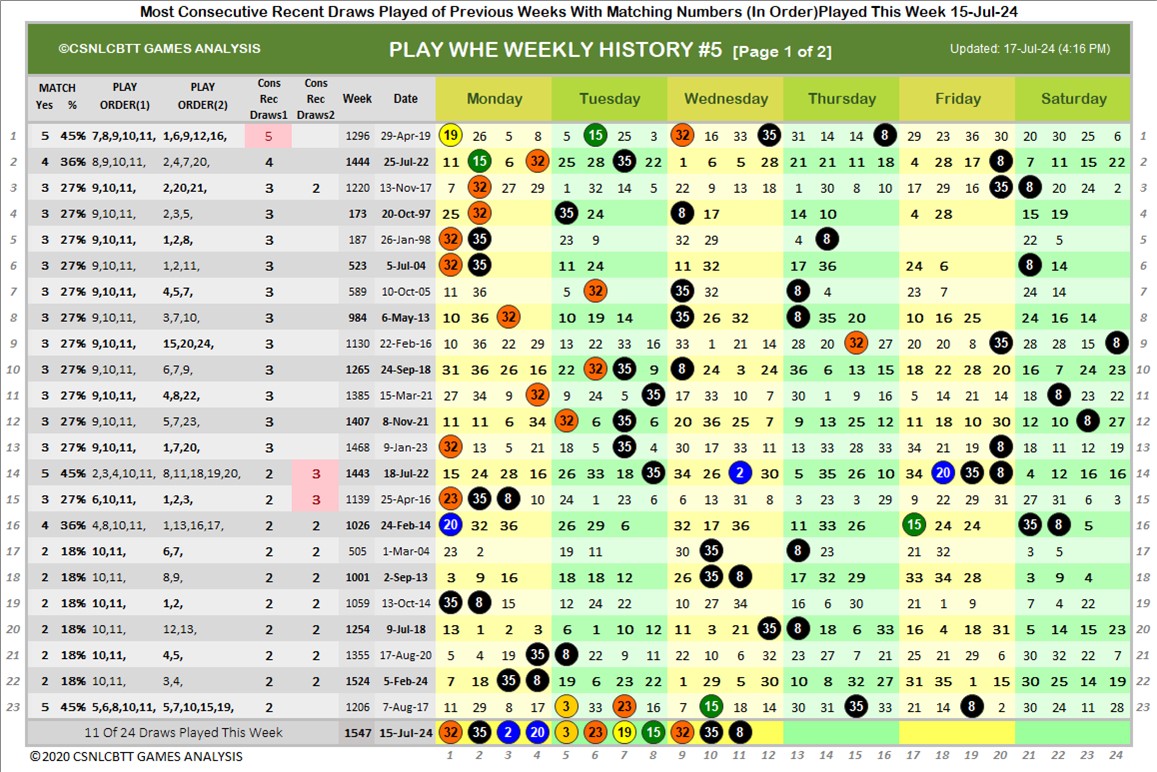 Most Consecutive Recent Draws Played of Previous Weeks With Matching Numbers (In Order)Played This Week 15-Jul-24
©CSNLCBTT GAMES ANALYSIS PLAY WHE WEEKLY HISTORY #5 [Page 1 of 2] Updated: 17-Jul-24 (4:16 PM)
MATCH Yes % PLAY ORDER(1) PLAY ORDER(2) Cons Rec Draws1 Cons Rec Draws2 Week Date Monday Tuesday Wednesday Thursday Friday Saturday
1 5 45% 7,8,9,10,11, 1,6,9,12,16, 5 1296 29-Apr-19 19 26 5 8 5 15 25 3 32 16 33 35 31 14 14 8 29 23 36 30 20 30 25 6 1
2 4 36% 8,9,10,11, 2,4,7,20, 4 1444 25-Jul-22 11 15 6 32 25 28 35 22 1 6 5 28 21 21 11 18 4 28 17 8 7 11 15 22 2
3 3 27% 9,10,11, 2,20,21, 3 2 1220 13-Nov-17 7 32 27 29 1 32 14 5 22 9 13 18 1 30 8 10 17 29 16 35 8 20 24 2 3
4 3 27% 9,10,11, 2,3,5, 3 173 20-Oct-97 25 32 35 24 8 17 14 10 4 28 15 19 4
5 3 27% 9,10,11, 1,2,8, 3 187 26-Jan-98 32 35 23 9 32 29 4 8 22 5 5
6 3 27% 9,10,11, 1,2,11, 3 523 5-Jul-04 32 35 11 24 11 32 17 36 24 6 8 14 6
7 3 27% 9,10,11, 4,5,7, 3 589 10-Oct-05 11 36 5 32 35 32 8 4 23 7 24 14 7
8 3 27% 9,10,11, 3,7,10, 3 984 6-May-13 10 36 32 10 19 14 35 26 32 8 35 20 10 16 25 24 16 14 8
9 3 27% 9,10,11, 15,20,24, 3 1130 22-Feb-16 10 36 22 29 13 22 33 16 33 1 21 14 28 20 32 27 20 20 8 35 28 28 15 8 9
10 3 27% 9,10,11, 6,7,9, 3 1265 24-Sep-18 31 36 26 16 22 32 35 9 8 24 3 24 36 6 13 15 18 22 28 20 16 7 24 23 10
11 3 27% 9,10,11, 4,8,22, 3 1385 15-Mar-21 27 34 9 32 9 24 5 35 17 33 10 7 30 1 9 16 5 14 21 14 18 8 23 22 11
12 3 27% 9,10,11, 5,7,23, 3 1407 8-Nov-21 11 11 6 34 32 6 35 6 20 36 25 7 9 13 25 12 11 18 10 30 12 10 8 27 12
13 3 27% 9,10,11, 1,7,20, 3 1468 9-Jan-23 32 13 5 21 18 5 35 4 30 17 33 11 13 33 28 33 34 21 19 8 18 11 12 19 13
14 5 45% 2,3,4,10,11, 8,11,18,19,20, 2 3 1443 18-Jul-22 15 24 28 16 26 33 18 35 34 26 2 30 5 35 26 10 34 20 35 8 4 12 16 16 14
15 3 27% 6,10,11, 1,2,3, 2 3 1139 25-Apr-16 23 35 8 10 24 1 23 6 6 13 31 8 3 23 3 29 9 22 29 31 27 31 6 3 15
16 4 36% 4,8,10,11, 1,13,16,17, 2 2 1026 24-Feb-14 20 32 36 26 29 6 32 17 36 11 33 26 15 24 24 35 8 5 16
17 2 18% 10,11, 6,7, 2 2 505 1-Mar-04 23 2 19 11 30 35 8 23 21 32 3 5 17
18 2 18% 10,11, 8,9, 2 2 1001 2-Sep-13 3 9 16 18 18 12 26 35 8 17 32 29 33 34 28 3 9 4 18
19 2 18% 10,11, 1,2, 2 2 1059 13-Oct-14 35 8 15 12 24 22 10 27 34 16 6 30 21 1 9 7 4 22 19
20 2 18% 10,11, 12,13, 2 2 1254 9-Jul-18 13 1 2 3 6 1 10 12 11 3 21 35 8 18 6 33 16 4 18 31 5 14 15 23 20
21 2 18% 10,11, 4,5, 2 2 1355 17-Aug-20 5 4 19 35 8 22 9 11 22 10 6 32 23 27 7 21 25 21 29 6 30 32 22 7 21
22 2 18% 10,11, 3,4, 2 2 1524 5-Feb-24 7 18 35 8 19 6 23 22 1 29 5 30 10 8 32 27 31 35 1 15 30 25 14 19 22
23 5 45% 5,6,8,10,11, 5,7,10,15,19, 2 1206 7-Aug-17 11 29 8 17 3 33 23 16 7 15 18 14 30 31 35 33 21 14 8 2 30 24 11 28 23
11 Of 24 Draws Played This Week 1547 15-Jul-24 32 35 2 20 3 23 19 15 32 35 8
©2020 CSNLCBTT GAMES ANALYSIS 1 2 3 4 5 6 7 8 9 10 11 12 13 14 15 16 17 18 19 20 21 22 23 24